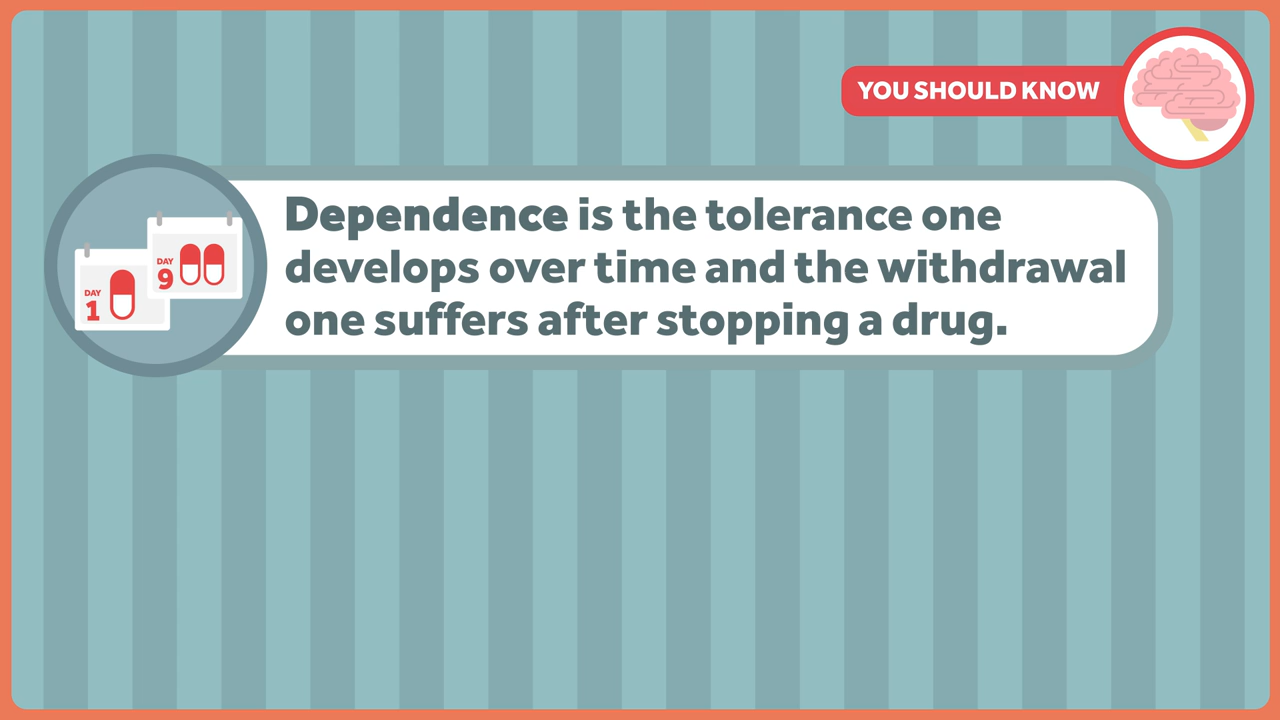 YOU SHOULD KNOW
Dependence is the tolerance one
develops over time and the withdrawal
one suffers after stopping a drug.
DAY
1
DAY
9